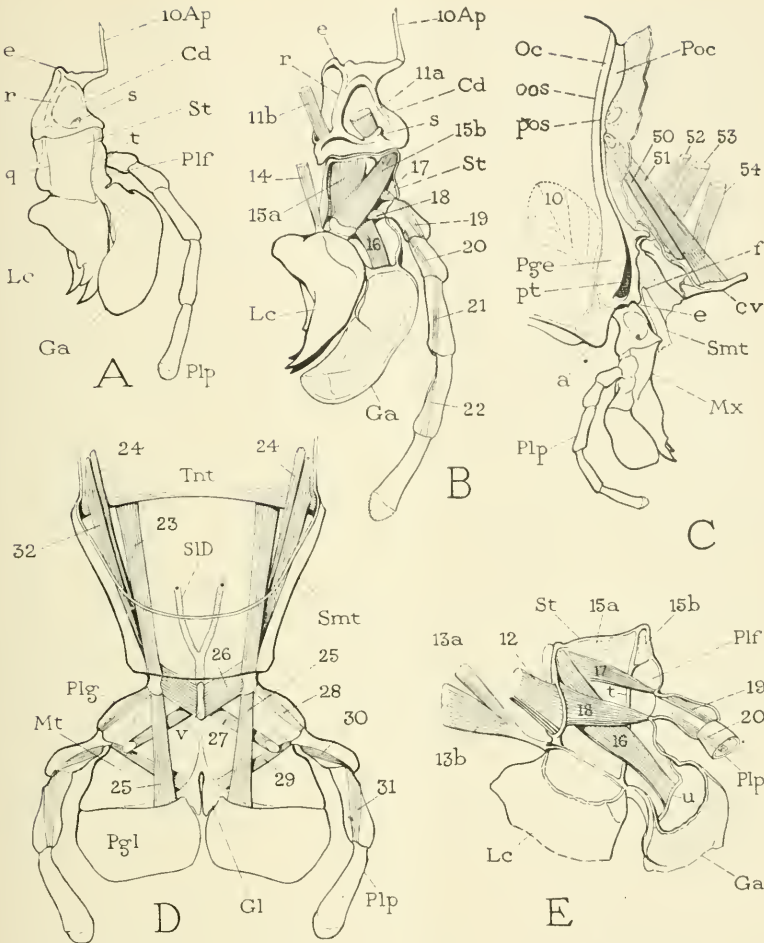 10Ap
e
Cd
r
s
St
t
Plf
q
Lc
Ga
A
Plp
10Ap
e
r
11a
Cd
11b
s
15b
14
17
St
18
15a
19
16
20
Lc
21
Ga
22
B
Oc
Poc
oos
pos
50
52
51
53
54
10
Pge
f
pt
e
cv
Smt
a
Mx
Plp
C
24
24
Tnt
23
32
SlD
Smt
26
25
Plg
28
Mt
v
27
30
25
29
31
Pgl
Gl
Plp
D
St
15a
15b
13a
12
Plf
17
t
19
18
20
16
13b
Plp
u
Lc
Ga
E